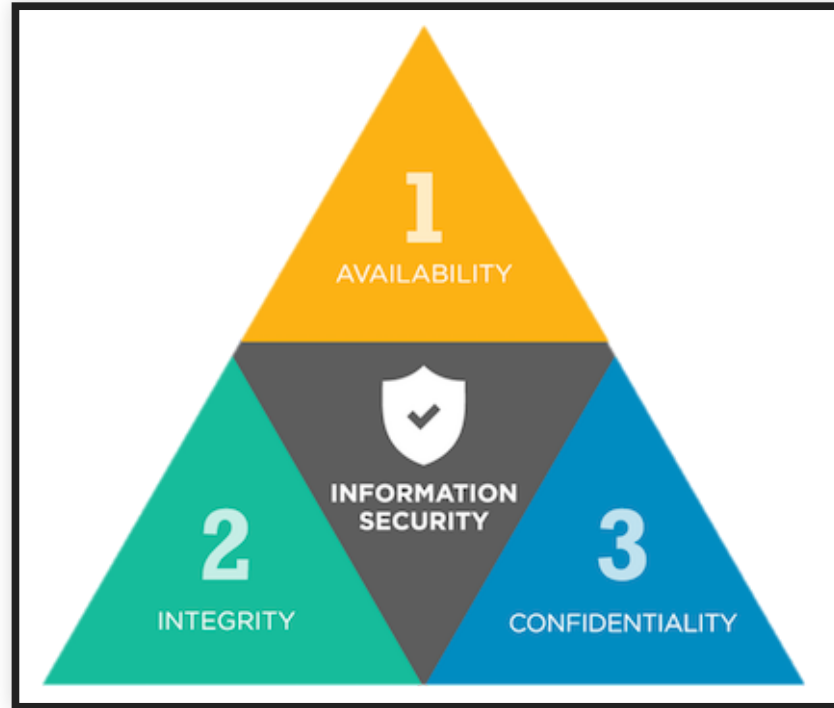 1
AVAILABILITY
INFORMATION
SECURITY
2
INTEGRITY
3
CONFIDENTIALITY